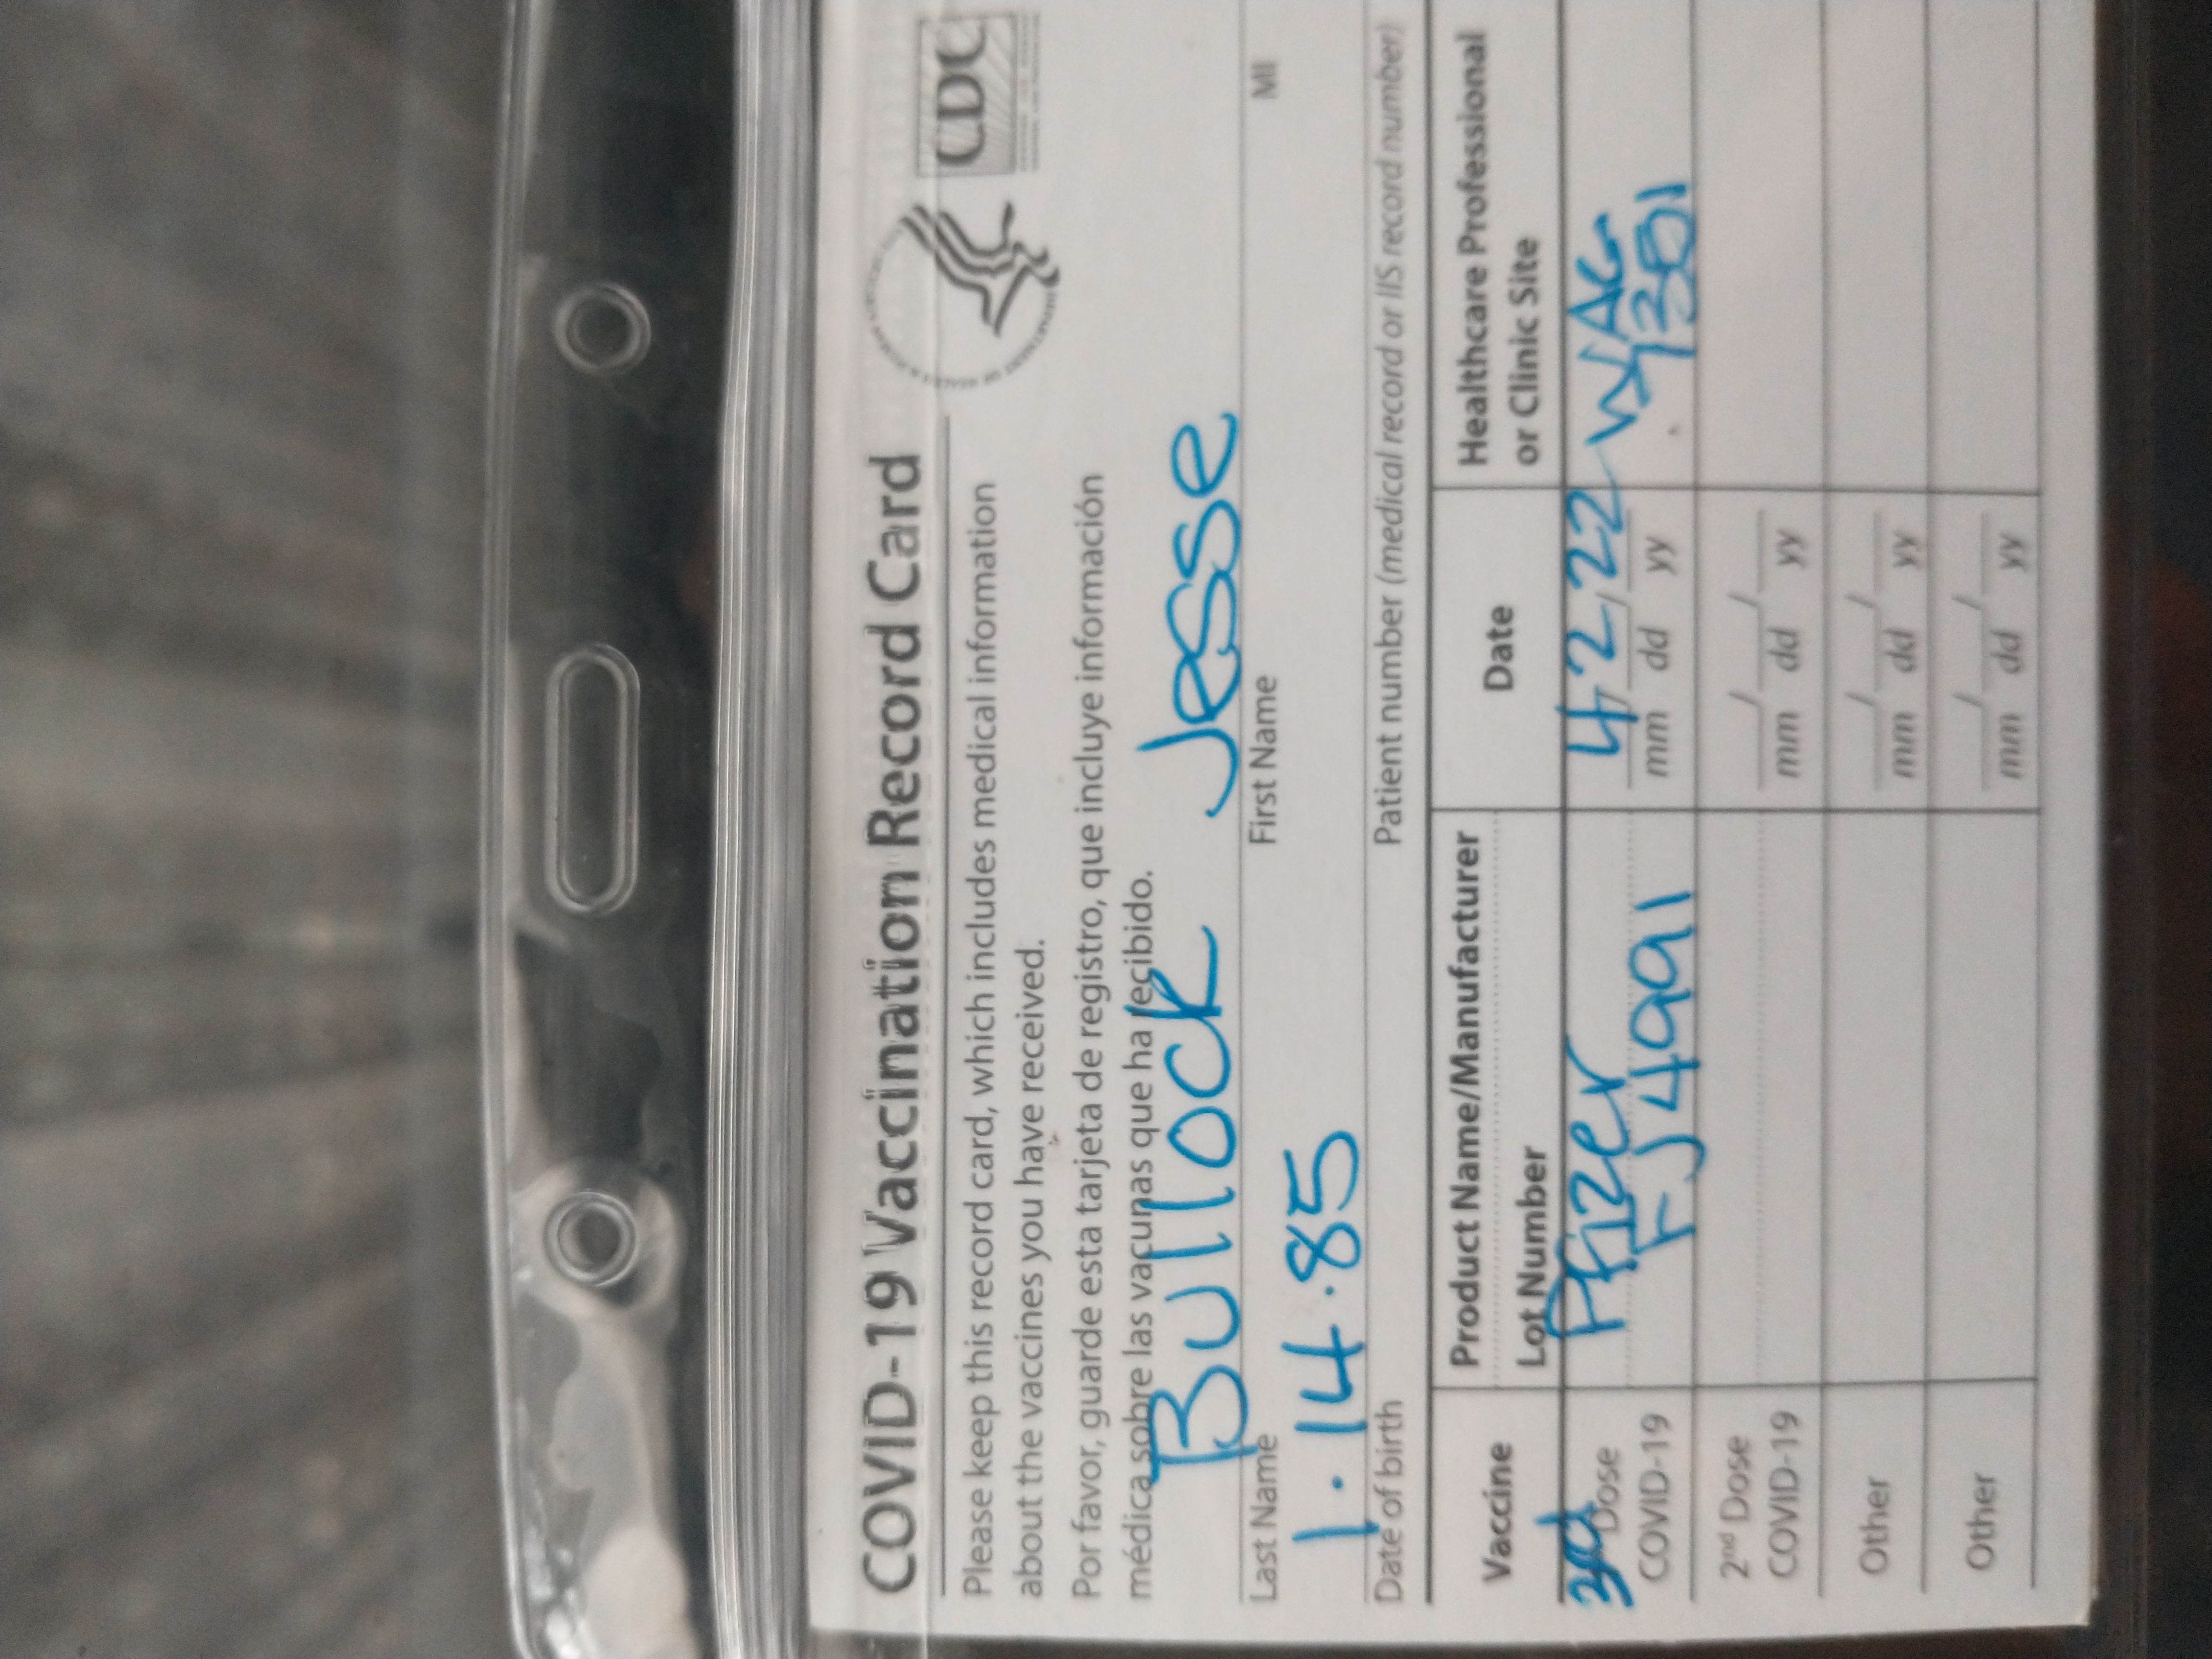 COVID-19 Vaccination Record Card
CDC
Please keep this record card, which includes medical information
about the vaccines you have received.
Por favor, guarde esta tarjeta de registro, que incluye información
médica sobre las vacunas que ha recibido.
Bullock Jesse
Last Name First Name MI
1.14.85
Date of birth Patient number (medical record or IIS record number)
Vaccine Product Name/Manufacturer Date Healthcare Professional
Lot Number or Clinic Site
3rd Dose Pfizer 4/2/22 WAG
COVID-19 FJ4991 mm dd yy
2nd Dose
COVID-19 mm dd yy
Other mm dd yy
Other mm dd yy